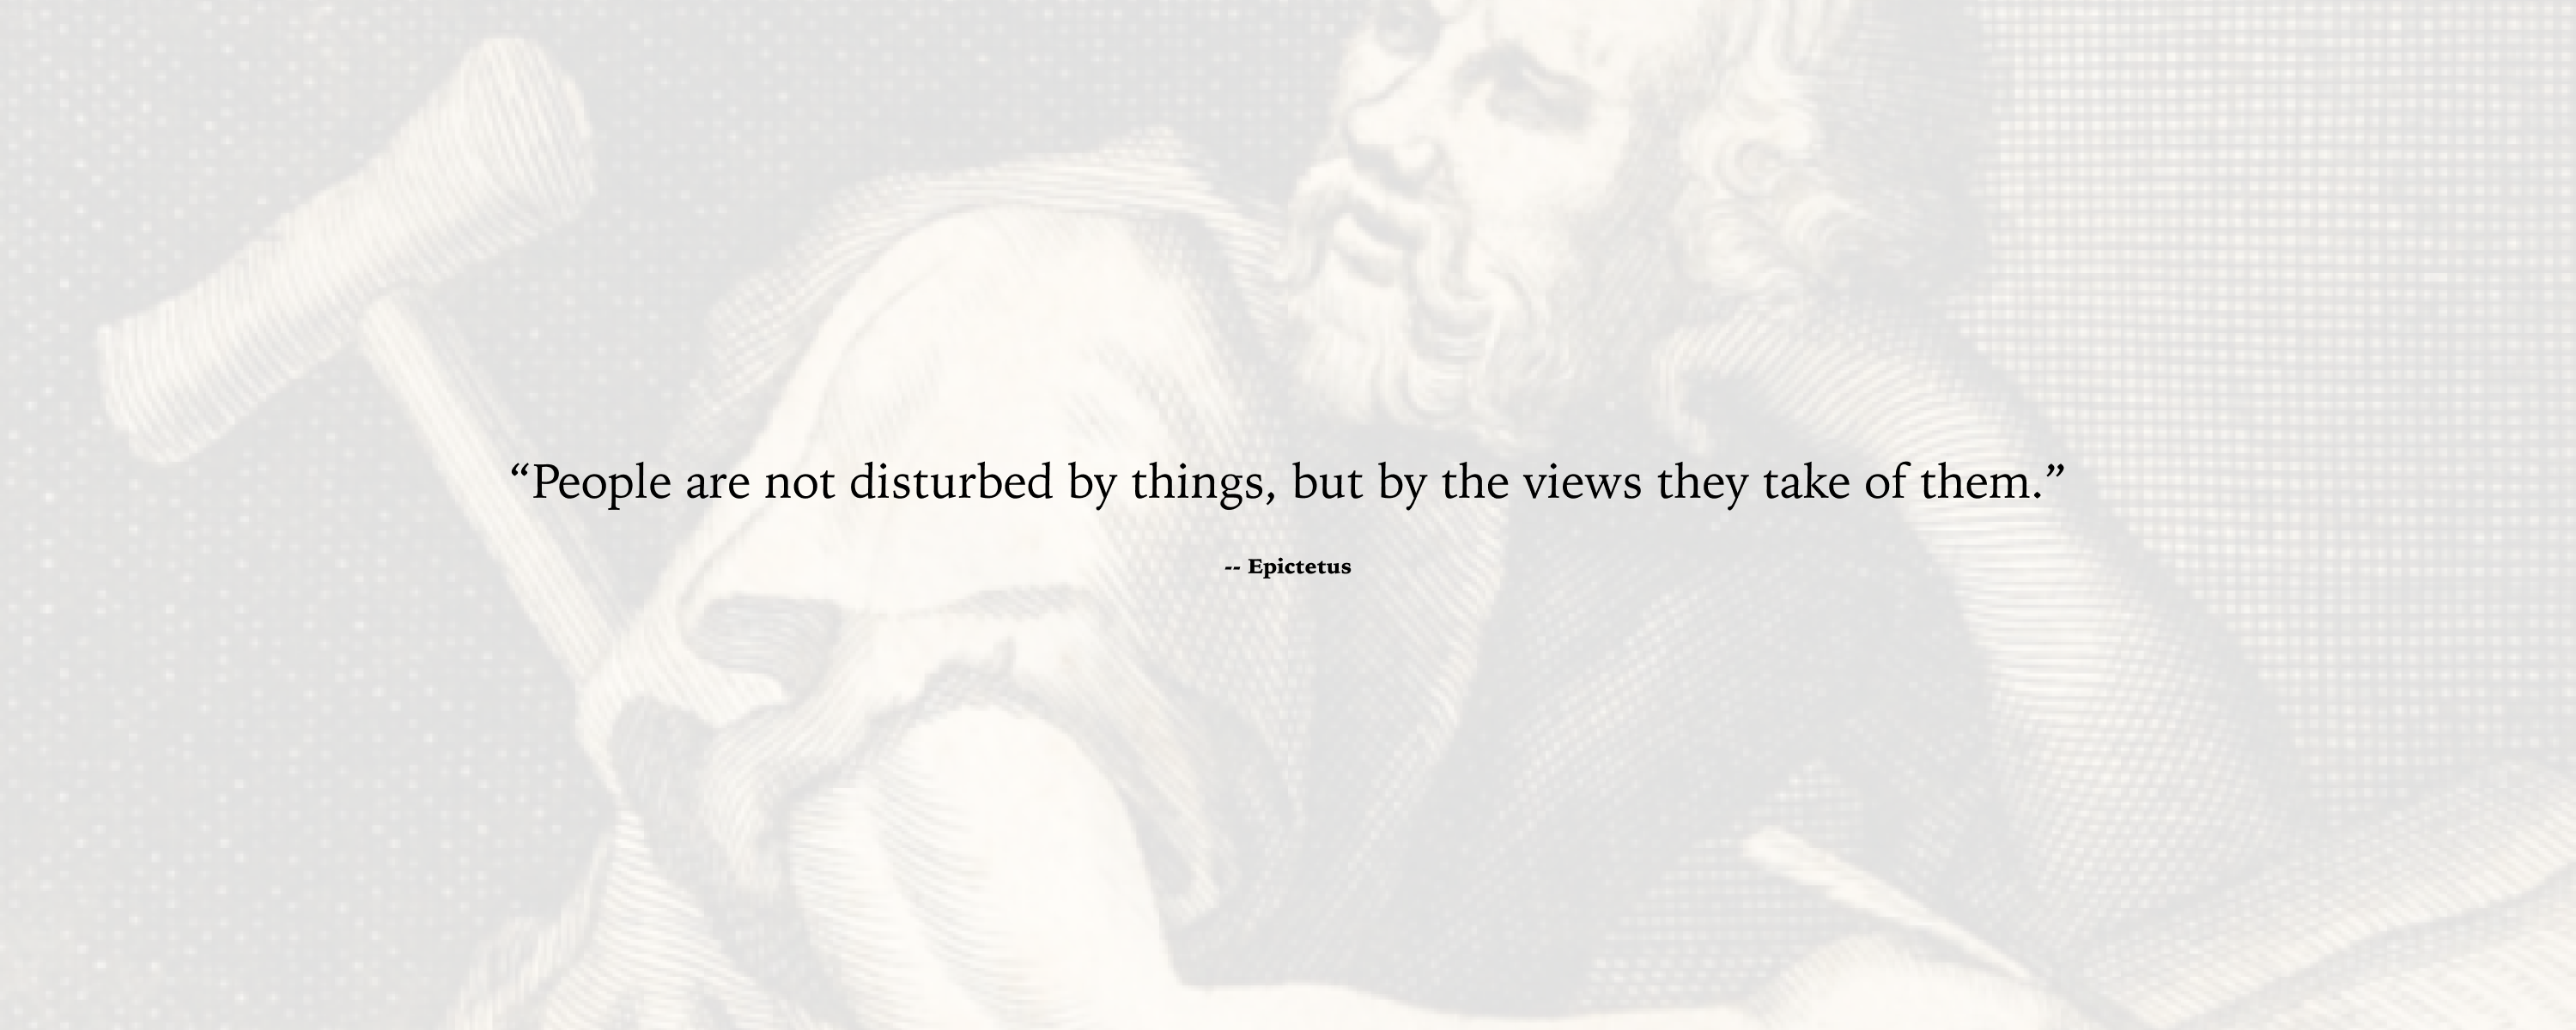 “People are not disturbed by things, but by the views they take of them.”
-- Epictetus